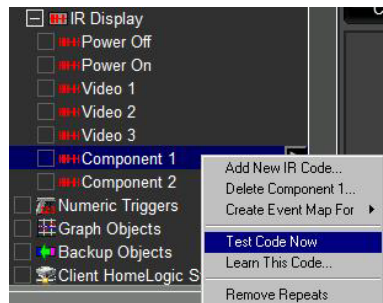 IR Display
Power Off
Power On
Video 1
Video 2
Video 3
Component 1
Component 2
Numeric Triggers
Graph Objects
Backup Objects
Client HomeLogic S
Add New IR Code...
Delete Component 1...
Create Event Map For
Test Code Now
Learn This Code...
Remove Repeats